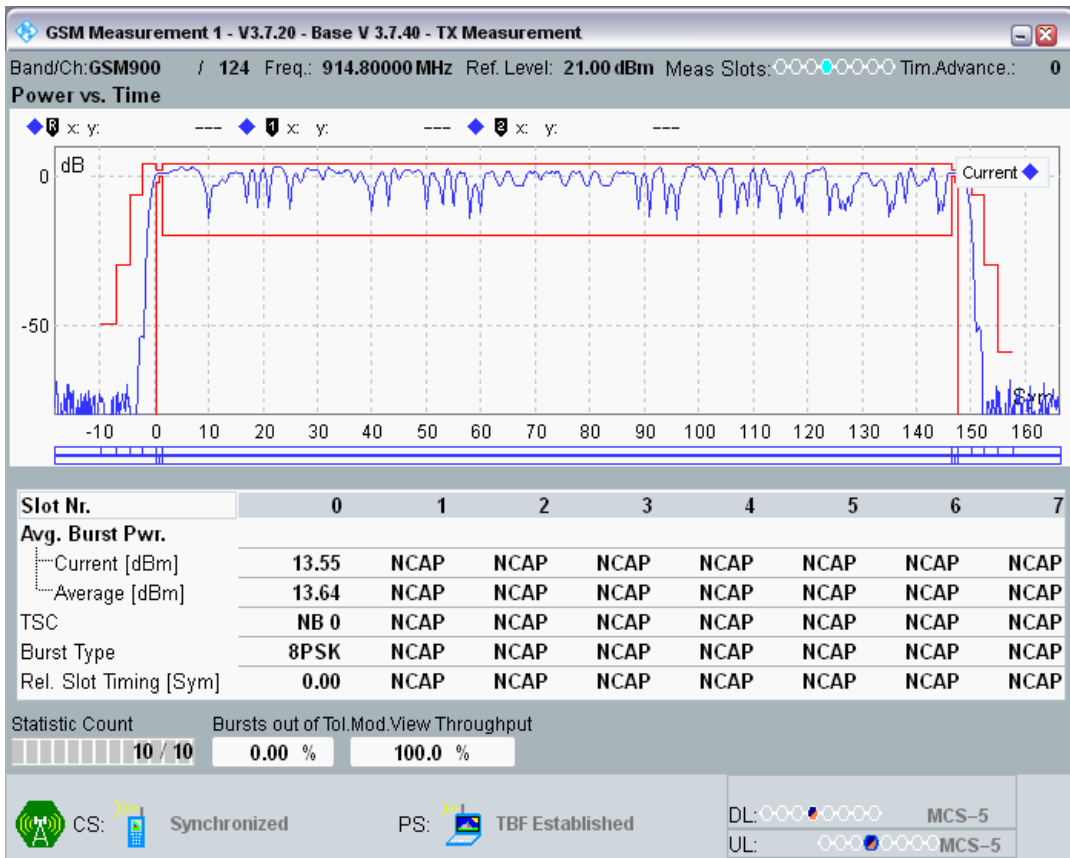 GSM Measurement 1 - V3.7.20 - Base V 3.7.40 - TX Measurement
Band/Ch:GSM900 / 124 Freq.: 914.80000 MHz Ref. Level: 21.00 dBm Meas Slots: Tim.Advance.: 0
Power vs. Time
R x: y: --- 1 x: y: --- 2 x: y: ---
dB
Current
0
-50
Sym
-10 0 10 20 30 40 50 60 70 80 90 100 110 120 130 140 150 160
Slot Nr. 0 1 2 3 4 5 6 7
Avg. Burst Pwr.
Current [dBm] 13.55 NCAP NCAP NCAP NCAP NCAP NCAP NCAP
Average [dBm] 13.64 NCAP NCAP NCAP NCAP NCAP NCAP NCAP
TSC NB 0 NCAP NCAP NCAP NCAP NCAP NCAP NCAP
Burst Type 8PSK NCAP NCAP NCAP NCAP NCAP NCAP NCAP
Rel. Slot Timing [Sym] 0.00 NCAP NCAP NCAP NCAP NCAP NCAP NCAP
Statistic Count Bursts out of Tol.Mod.View Throughput
10 / 10 0.00 % 100.0 %
CS: Synchronized PS: TBF Established
DL: MCS-5
UL: MCS-5